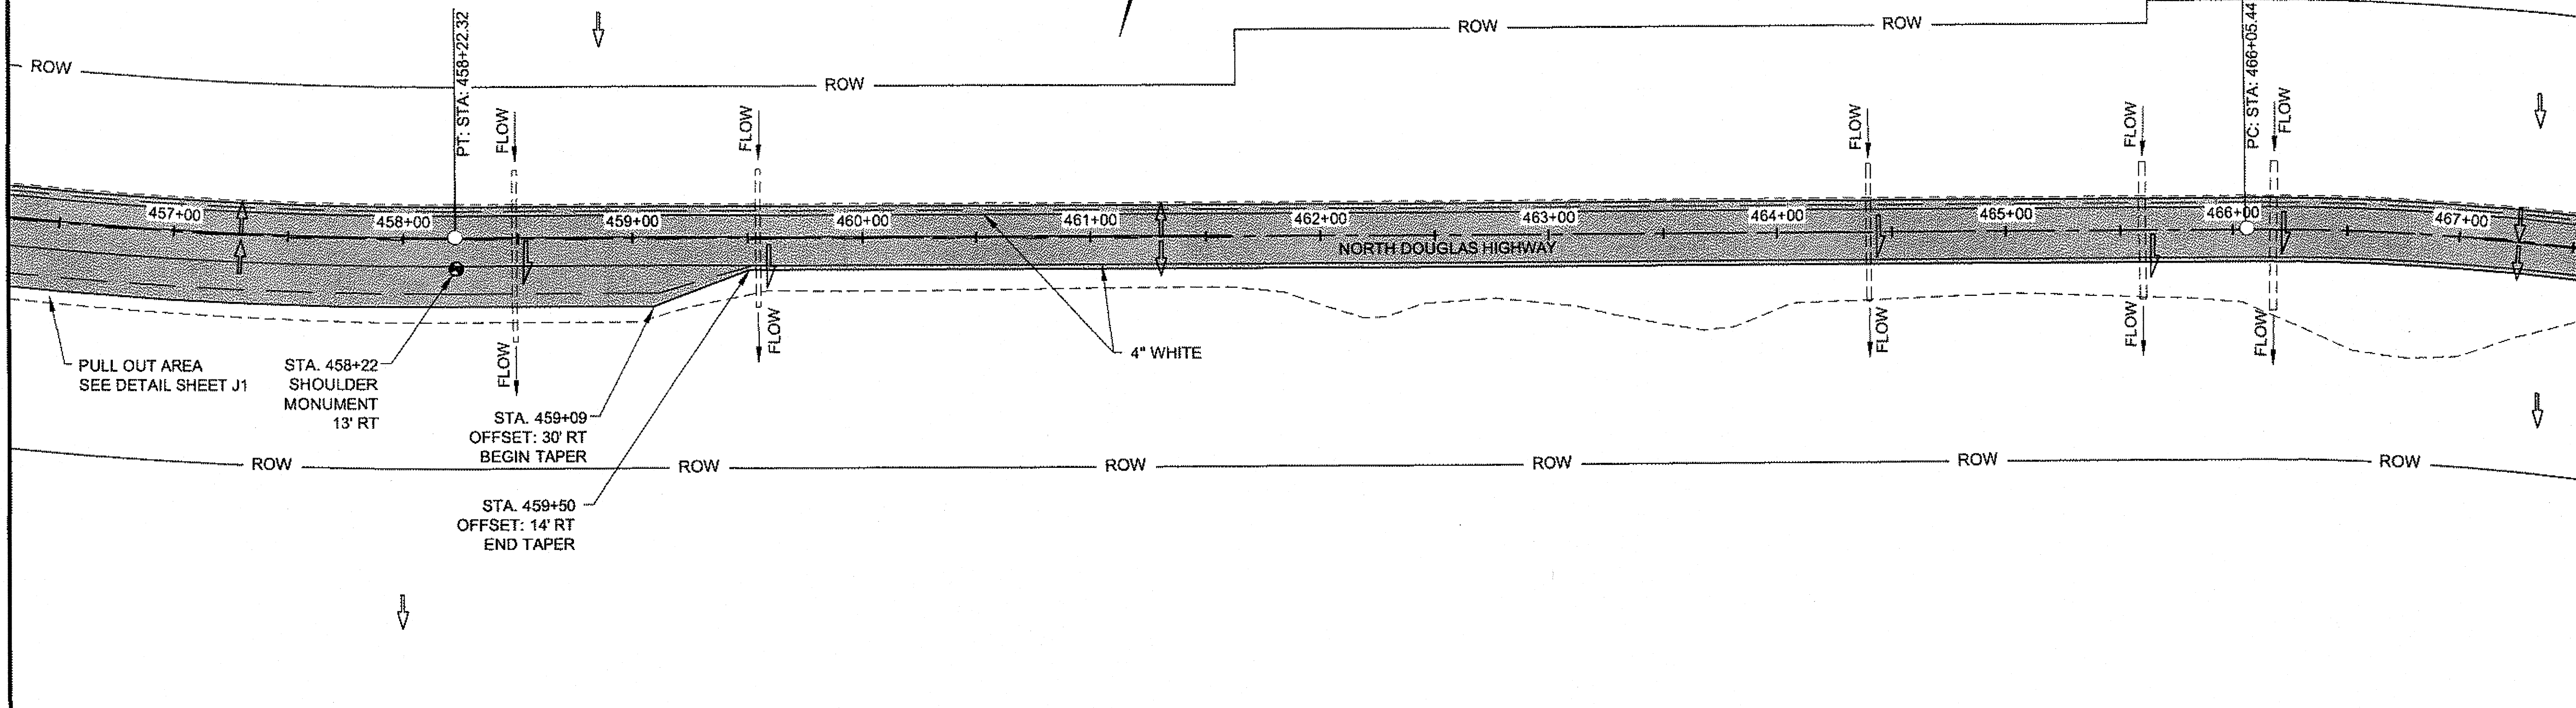 ROW
ROW
ROW
ROW
PT: STA: 458+22.32
PC: STA: 466+05.44
FLOW
FLOW
FLOW
FLOW
FLOW
457+00
458+00
459+00
460+00
461+00
462+00
463+00
464+00
465+00
466+00
467+00
NORTH DOUGLAS HIGHWAY
FLOW
FLOW
FLOW
FLOW
FLOW
4" WHITE
PULL OUT AREA
SEE DETAIL SHEET J1
STA. 458+22
SHOULDER
MONUMENT
13' RT
STA. 459+09
OFFSET: 30' RT
BEGIN TAPER
ROW
ROW
ROW
ROW
ROW
ROW
STA. 459+50
OFFSET: 14' RT
END TAPER